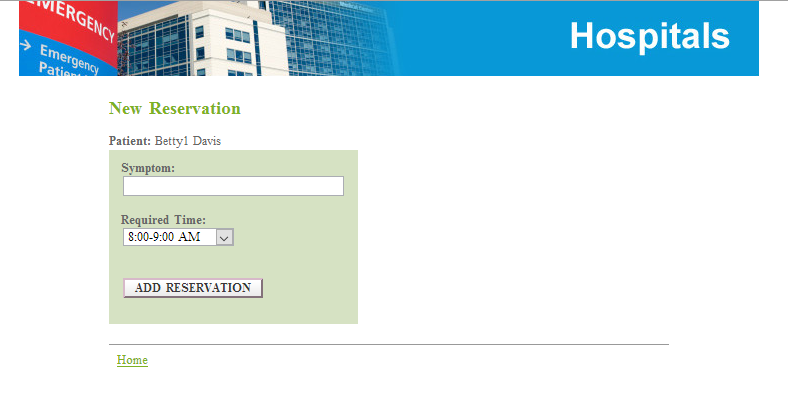 EMERGENCY
Emergency
Patient
Hospitals
New Reservation
Patient: Betty1 Davis
Symptom:
Required Time:
8:00-9:00 AM
ADD RESERVATION
Home